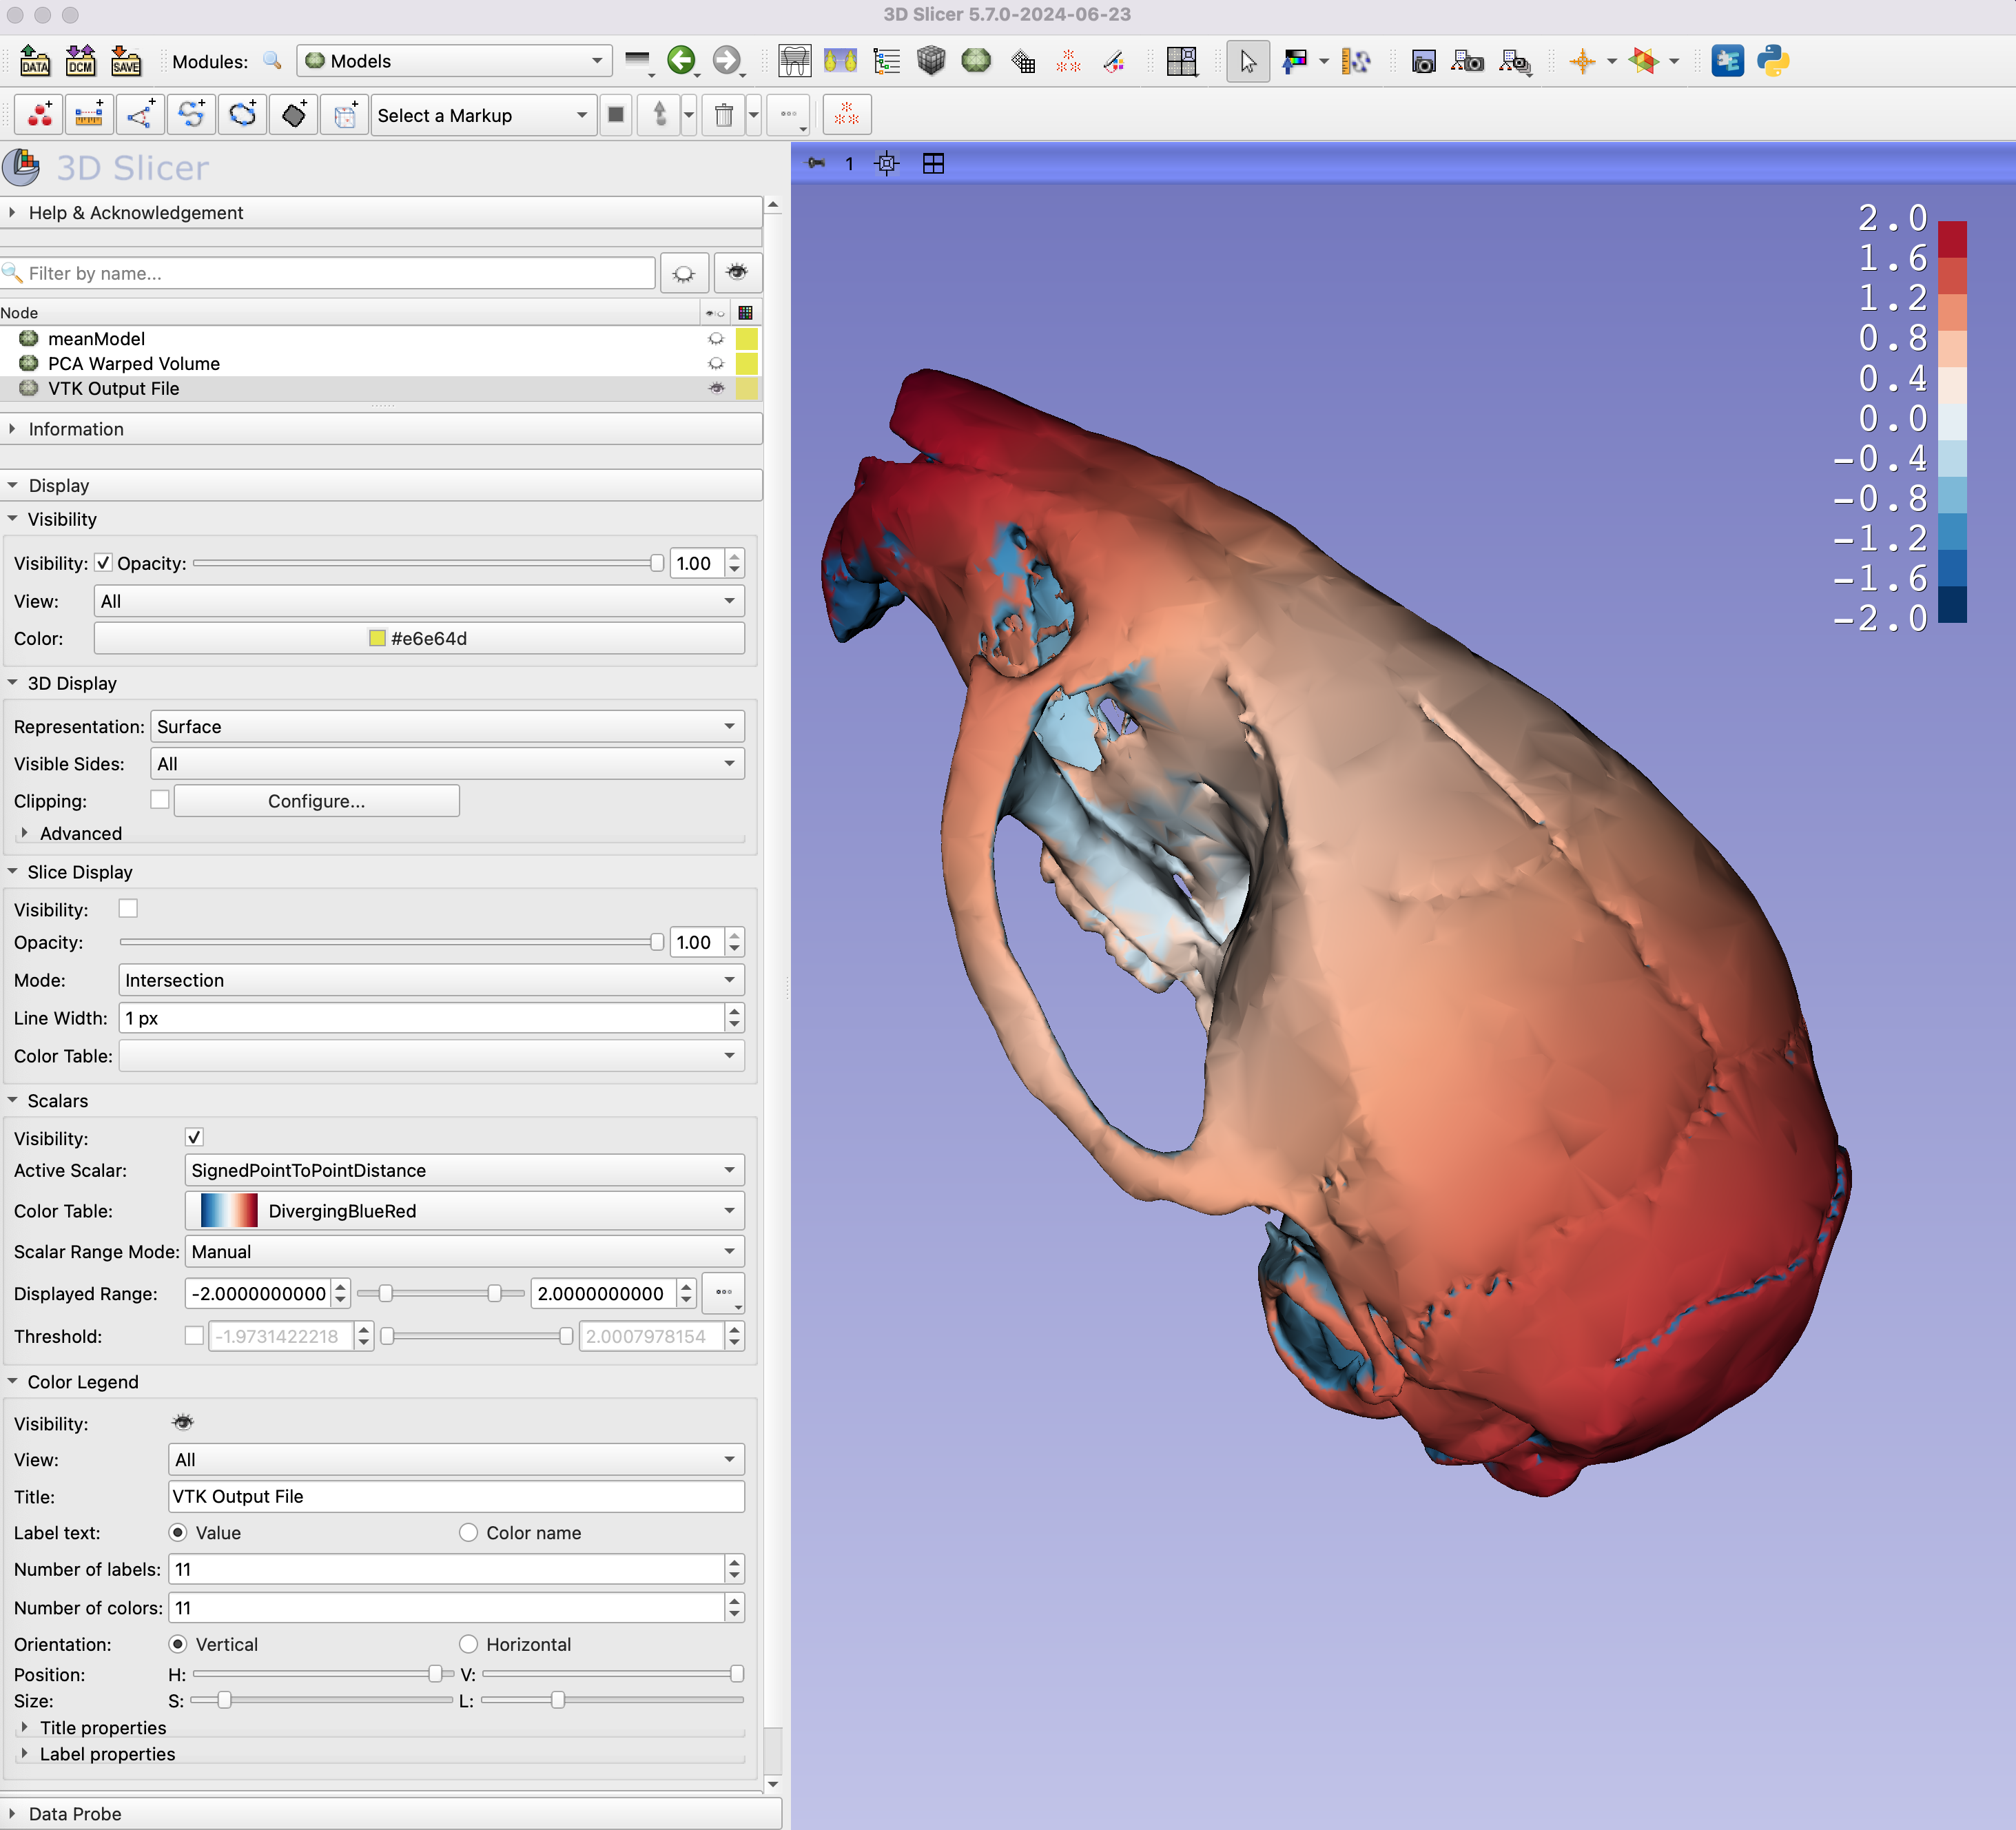 3D Slicer 5.7.0-2024-06-23
DATA DCM SAVE Modules: Models
Select a Markup
3D Slicer
Help & Acknowledgement
Filter by name...
Node
meanModel
PCA Warped Volume
VTK Output File
Information
Display
Visibility
Visibility: Opacity: 1.00
View: All
Color: #e6e64d
3D Display
Representation: Surface
Visible Sides: All
Clipping: Configure...
Advanced
Slice Display
Visibility:
Opacity: 1.00
Mode: Intersection
Line Width: 1 px
Color Table:
Scalars
Visibility:
Active Scalar: SignedPointToPointDistance
Color Table: DivergingBlueRed
Scalar Range Mode: Manual
Displayed Range: -2.0000000000 2.0000000000
Threshold: -1.9731422218 2.0007978154
Color Legend
Visibility:
View: All
Title: VTK Output File
Label text: Value Color name
Number of labels: 11
Number of colors: 11
Orientation: Vertical Horizontal
Position: H: V:
Size: S: L:
Title properties
Label properties
Data Probe
1
2.0
1.6
1.2
0.8
0.4
0.0
-0.4
-0.8
-1.2
-1.6
-2.0